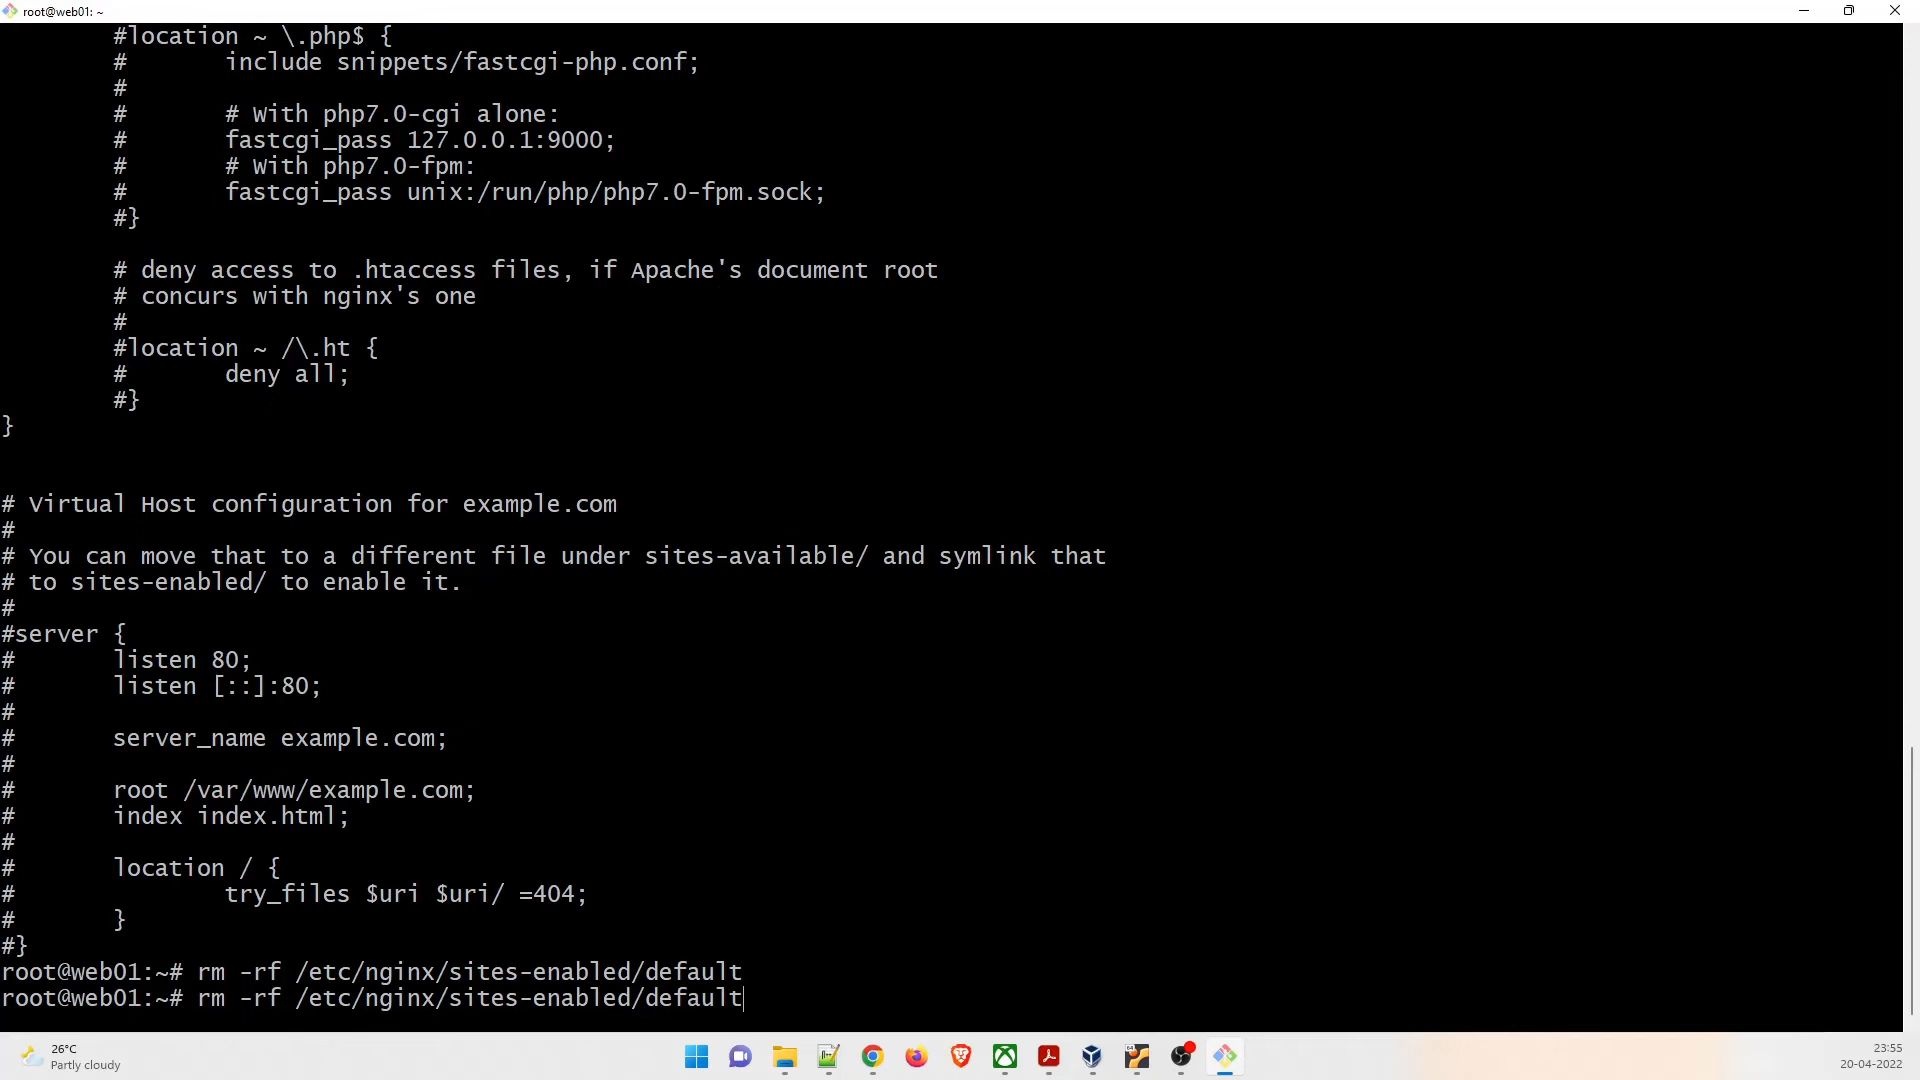 root@web01: ~
#location ~ \.php$ {
# include snippets/fastcgi-php.conf;
#
# # With php7.0-cgi alone:
# fastcgi_pass 127.0.0.1:9000;
# # With php7.0-fpm:
# fastcgi_pass unix:/run/php/php7.0-fpm.sock;
#}
# deny access to .htaccess files, if Apache's document root
# concurs with nginx's one
#
#location ~ /\.ht {
# deny all;
#}
}
# Virtual Host configuration for example.com
#
# You can move that to a different file under sites-available/ and symlink that
# to sites-enabled/ to enable it.
#
#server {
# listen 80;
# listen [::]:80;
#
# server_name example.com;
#
# root /var/www/example.com;
# index index.html;
#
# location / {
# try_files $uri $uri/ =404;
# }
#}
root@web01:~# rm -rf /etc/nginx/sites-enabled/default
root@web01:~# rm -rf /etc/nginx/sites-enabled/default
26°C
Partly cloudy
64
23:55
20-04-2022